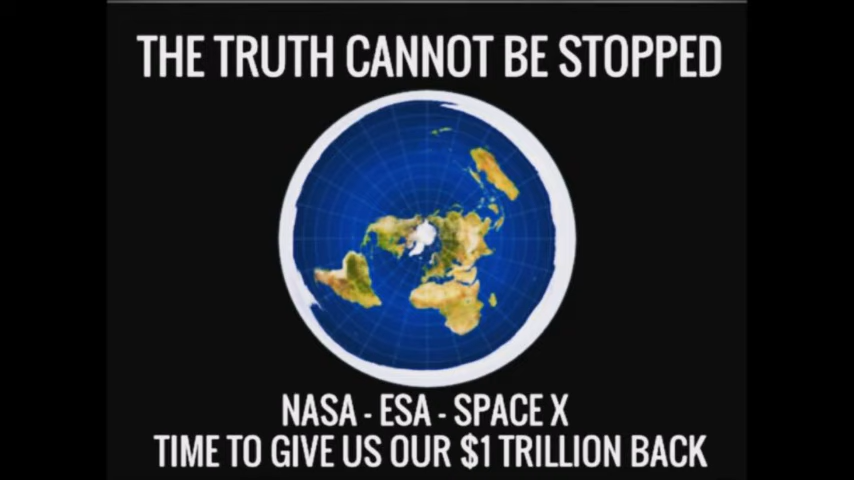 THE TRUTH CANNOT BE STOPPED
NASA - ESA - SPACE X
TIME TO GIVE US OUR $1 TRILLION BACK